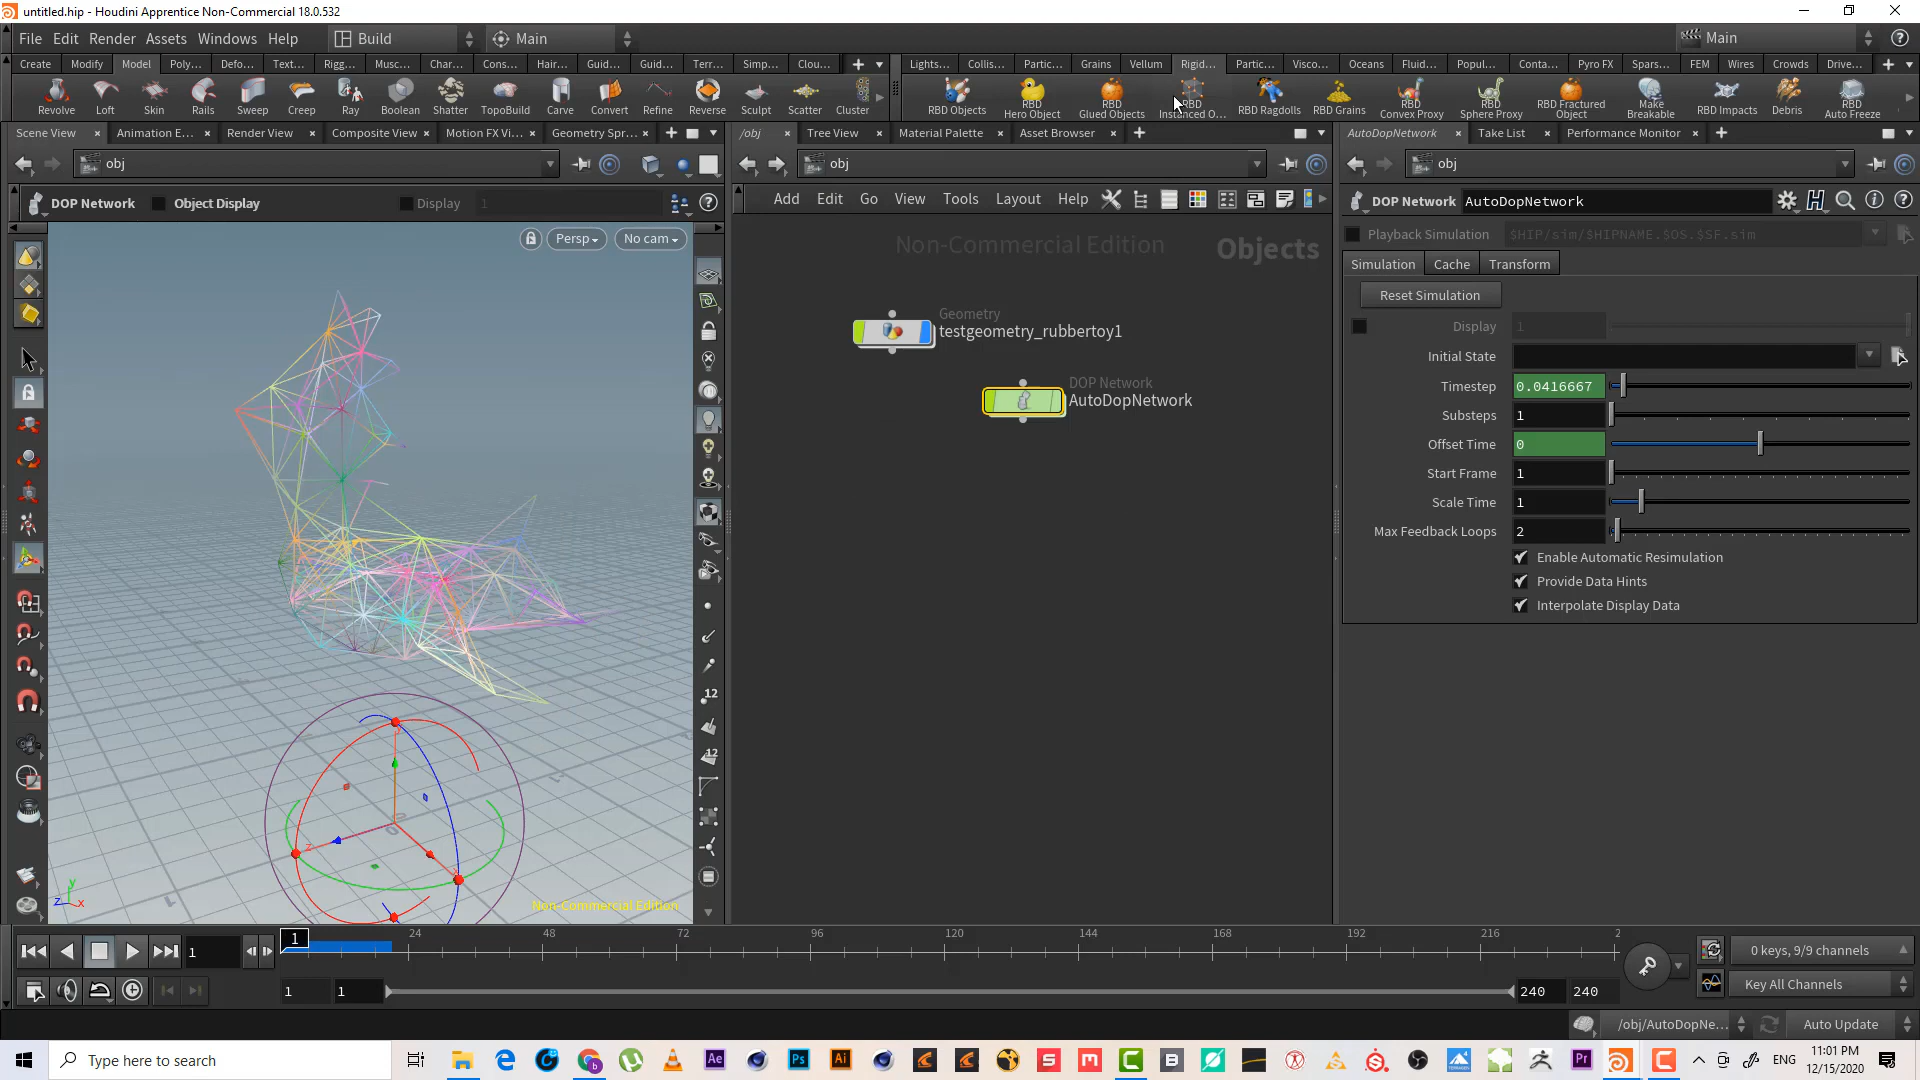 untitled.hip - Houdini Apprentice Non-Commercial 18.0.532
File Edit Render Assets Windows Help Build Main Main
Create Modify Model Poly... Defo... Text... Rigg... Musc... Char... Cons... Hair... Guid... Guid... Terr... Simp... Clou...
Lights... Collis... Partic... Grains Vellum Rigid... Partic... Visco... Oceans Fluid... Popul... Conta... Pyro FX Spars... FEM Wires Crowds Drive...
Revolve Loft Skin Rails Sweep Creep Ray Boolean Shatter TopoBuild Carve Convert Refine Reverse Sculpt Scatter Cluster
RBD Objects RBD Hero Object RBD Glued Objects RBD Instanced O... RBD Ragdolls RBD Grains RBD Convex Proxy RBD Sphere Proxy RBD Fractured Object Make Breakable RBD Impacts Debris RBD Auto Freeze
Scene View Animation E... Render View Composite View Motion FX Vi... Geometry Spr...
/obj Tree View Material Palette Asset Browser
AutoDopNetwork Take List Performance Monitor
obj
obj
obj
DOP Network Object Display Display 1
Add Edit Go View Tools Layout Help
DOP Network AutoDopNetwork
Playback Simulation $HIP/sim/$HIPNAME.$OS.$SF.sim
Simulation Cache Transform
Reset Simulation
Display 1
Initial State
Timestep 0.0416667
Substeps 1
Offset Time 0
Start Frame 1
Scale Time 1
Max Feedback Loops 2
Enable Automatic Resimulation
Provide Data Hints
Interpolate Display Data
Persp No cam
Non-Commercial Edition Objects
Geometry
testgeometry_rubbertoy1
DOP Network
AutoDopNetwork
12
12
y
z x
Non-Commercial Edition
1 1 24 48 72 96 120 144 168 192 216 2
0 keys, 9/9 channels
1 1 240 240 Key All Channels
/obj/AutoDopNe... Auto Update
Type here to search
ENG
11:01 PM
12/15/2020